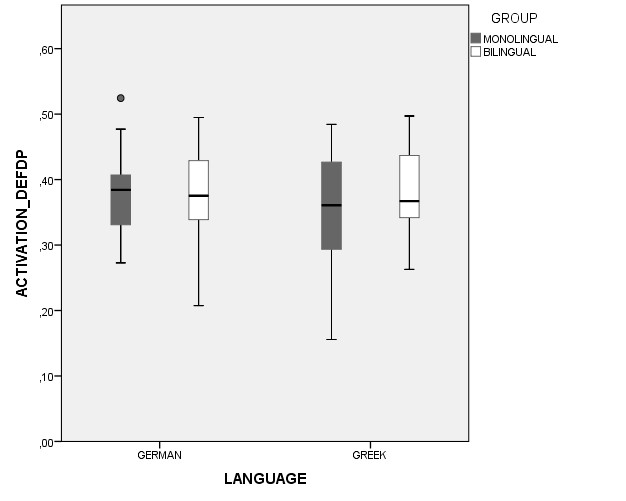 GROUP
MONOLINGUAL
BILINGUAL
ACTIVATION_DEFDP
,60
,50
,40
,30
,20
,10
,00
GERMAN
GREEK
LANGUAGE